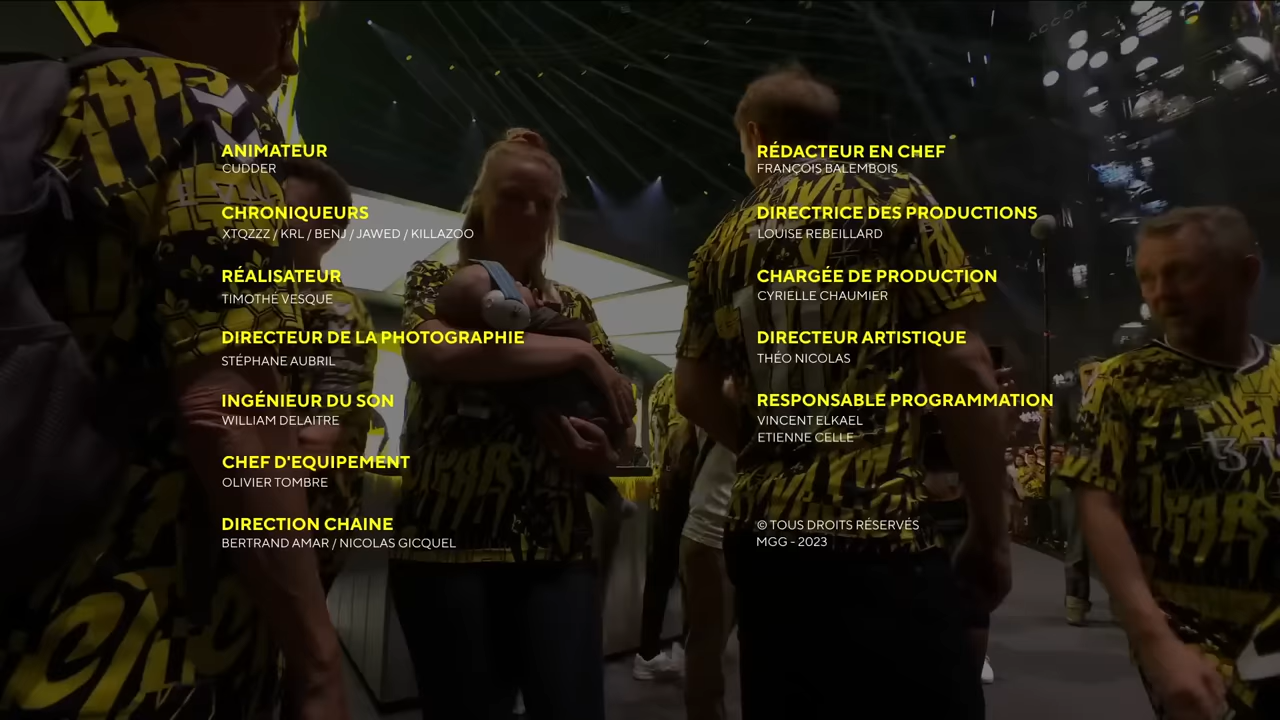 ANIMATEUR
CUDDER
CHRONIQUEURS
XTQZZZ / KRL / BENJ / JAWED / KILLAZOO
RÉALISATEUR
TIMOTHÉ VESQUE
DIRECTEUR DE LA PHOTOGRAPHIE
STÉPHANE AUBRIL
INGÉNIEUR DU SON
WILLIAM DELAITRE
CHEF D'EQUIPEMENT
OLIVIER TOMBRE
DIRECTION CHAINE
BERTRAND AMAR / NICOLAS GICQUEL
RÉDACTEUR EN CHEF
FRANÇOIS BALEMBOIS
DIRECTRICE DES PRODUCTIONS
LOUISE REBEILLARD
CHARGÉE DE PRODUCTION
CYRIELLE CHAUMIER
DIRECTEUR ARTISTIQUE
THÉO NICOLAS
RESPONSABLE PROGRAMMATION
VINCENT ELKAEL
ETIENNE CELLE
© TOUS DROITS RÉSERVÉS
MGG - 2023
ACCOR